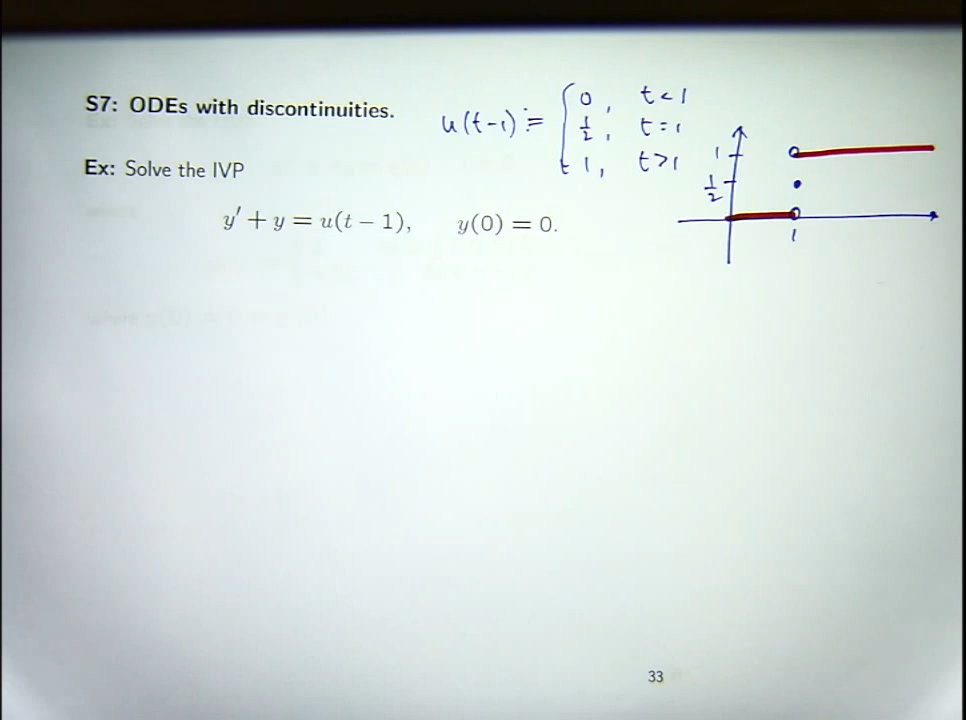 S7: ODEs with discontinuities.
u(t-1) := { 0, t < 1
1/2, t = 1
1, t > 1
Ex: Solve the IVP
y′ + y = u(t − 1), y(0) = 0.
1
1/2
1
33